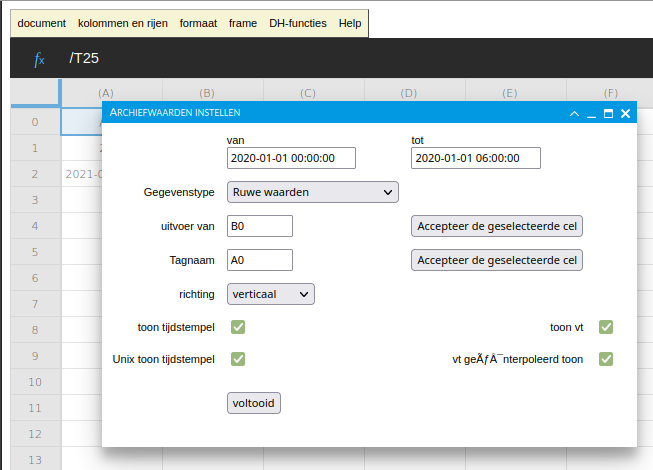 document kolommen en rijen formaat frame DH-functies Help
fx /T25
(A) (B) (C) (D) (E) (F)
ARCHIEFWAARDEN INSTELLEN
0
van tot
1
2020-01-01 00:00:00 2020-01-01 06:00:00
2 2021-0
Gegevenstype Ruwe waarden
3
4 uitvoer van B0 Accepteer de geselecteerde cel
5 Tagnaam A0 Accepteer de geselecteerde cel
6
7 richting verticaal
8 toon tijdstempel toon vt
9 Unix toon tijdstempel vt geÃƒÂ¯nterpoleerd toon
10
11 voltooid
12
13